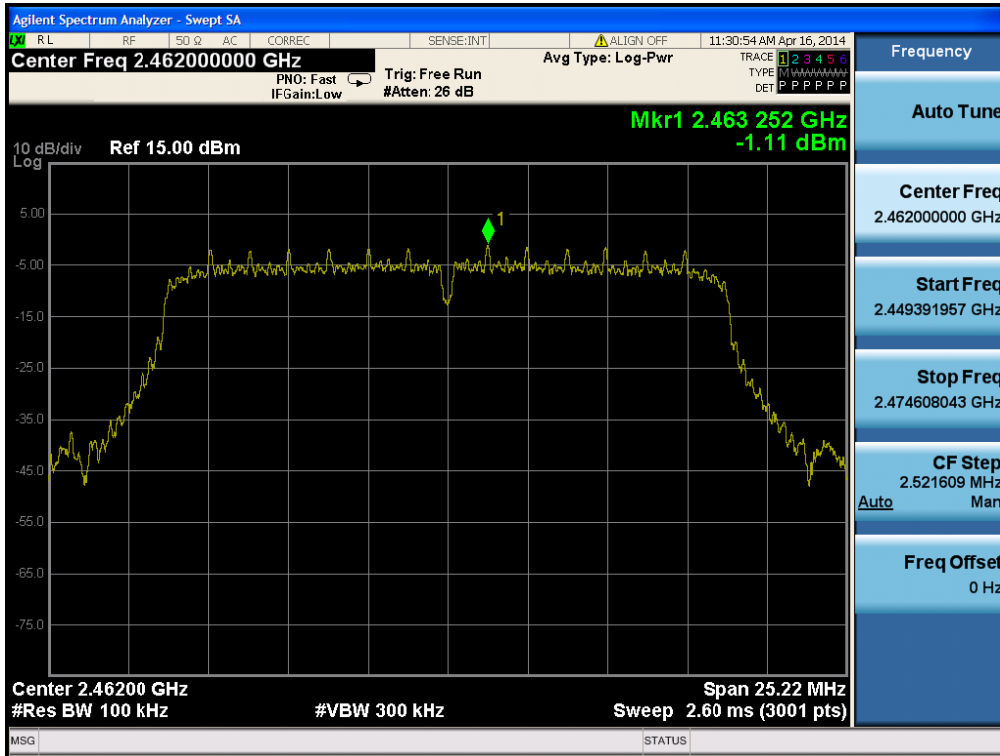 Agilent Spectrum Analyzer - Swept SA
LXI RL RF 50 Ω AC CORREC SENSE:INT ALIGN OFF 11:30:54 AM Apr 16, 2014
Center Freq 2.462000000 GHz
PNO: Fast
IFGain:Low
Trig: Free Run
#Atten: 26 dB
Avg Type: Log-Pwr
TRACE 1 2 3 4 5 6
TYPE M WWWWW
DET P P P P P P
Mkr1 2.463 252 GHz
-1.11 dBm
10 dB/div Ref 15.00 dBm
Log
5.00
-5.00
-15.0
-25.0
-35.0
-45.0
-55.0
-65.0
-75.0
1
Center 2.46200 GHz Span 25.22 MHz
#Res BW 100 kHz #VBW 300 kHz Sweep 2.60 ms (3001 pts)
MSG STATUS
Frequency
Auto Tune
Center Freq
2.462000000 GHz
Start Freq
2.449391957 GHz
Stop Freq
2.474608043 GHz
CF Step
2.521609 MHz
Auto Man
Freq Offset
0 Hz